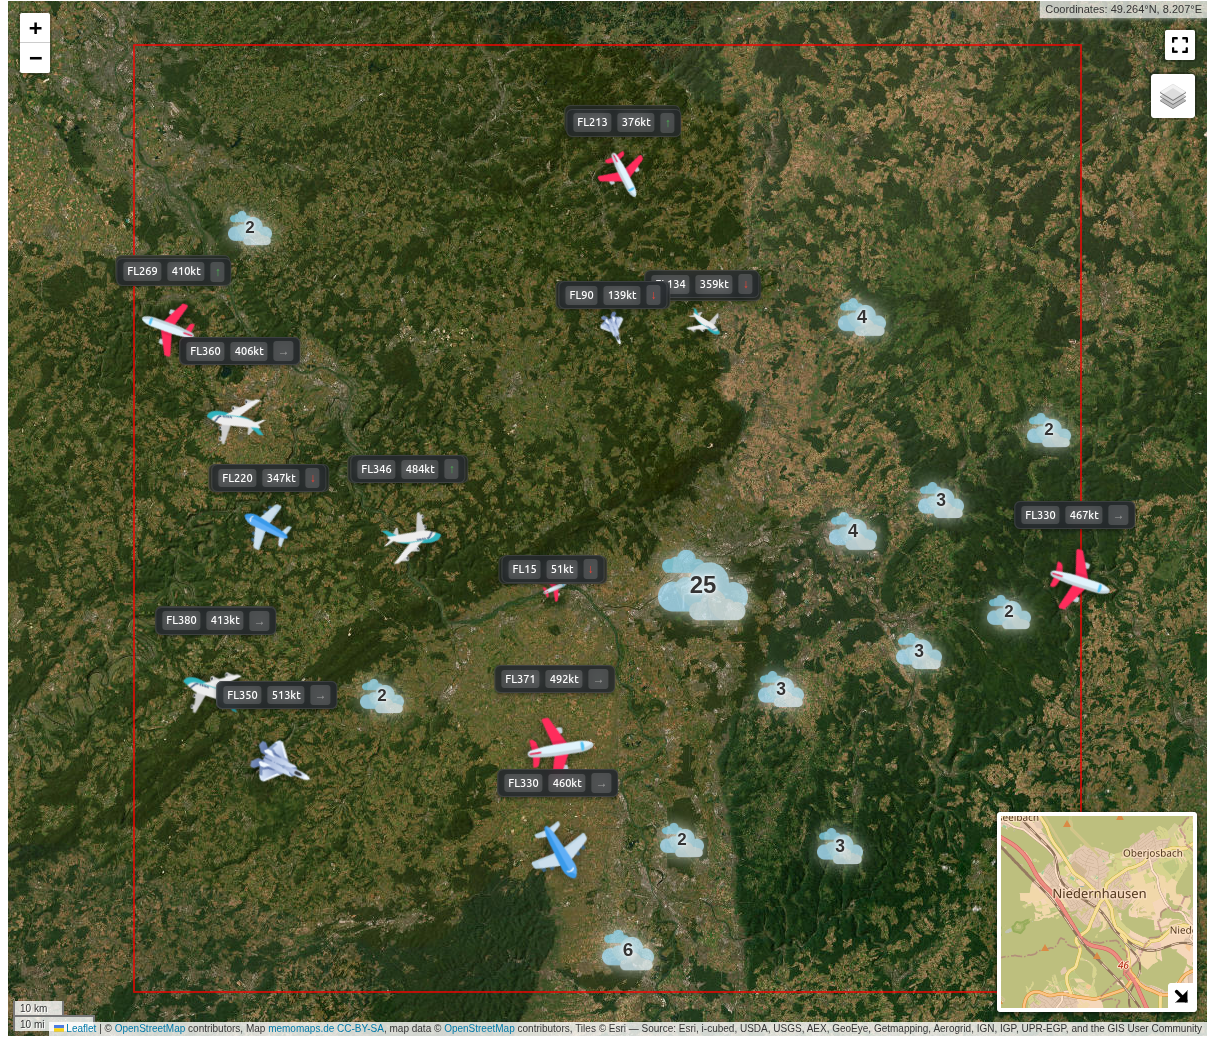 Coordinates: 49.264°N, 8.207°E
+
−
FL213 376kt ↑
2
FL269 410kt ↑
134 359kt ↓
FL90 139kt ↓
4
FL360 406kt →
2
FL346 484kt ↑
FL220 347kt ↓
3
FL330 467kt →
4
FL15 51kt ↓
25
2
FL380 413kt →
3
FL371 492kt →
3
FL350 513kt →
2
FL330 460kt →
2
3
6
seelbach
Oberjosbach
Niedernhausen
Niede
46
10 km
10 mi
Leaflet | © OpenStreetMap contributors, Map memomaps.de CC-BY-SA, map data © OpenStreetMap contributors, Tiles © Esri — Source: Esri, i-cubed, USDA, USGS, AEX, GeoEye, Getmapping, Aerogrid, IGN, IGP, UPR-EGP, and the GIS User Community